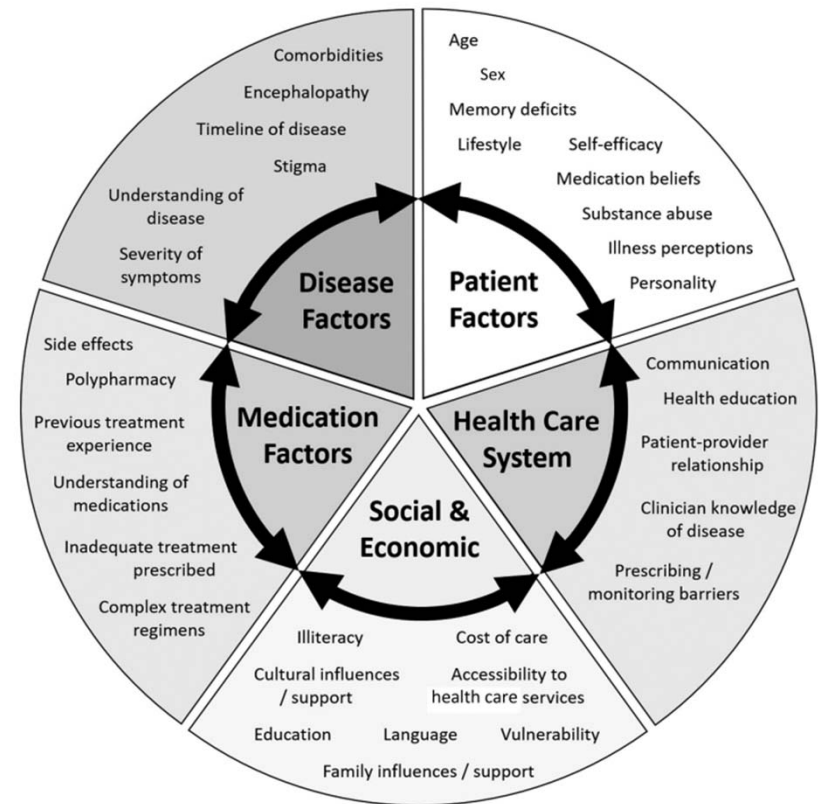 Comorbidities
Encephalopathy
Timeline of disease
Stigma
Understanding of
disease
Severity of
symptoms
Disease
Factors
Age
Sex
Memory deficits
Lifestyle
Self-efficacy
Medication beliefs
Substance abuse
Illness perceptions
Personality
Patient
Factors
Side effects
Polypharmacy
Previous treatment
experience
Understanding of
medications
Inadequate treatment
prescribed
Complex treatment
regimens
Medication
Factors
Health Care
System
Communication
Health education
Patient-provider
relationship
Clinician knowledge
of disease
Prescribing /
monitoring barriers
Social &
Economic
Illiteracy
Cost of care
Cultural influences
/ support
Accessibility to
health care services
Education
Language
Vulnerability
Family influences / support